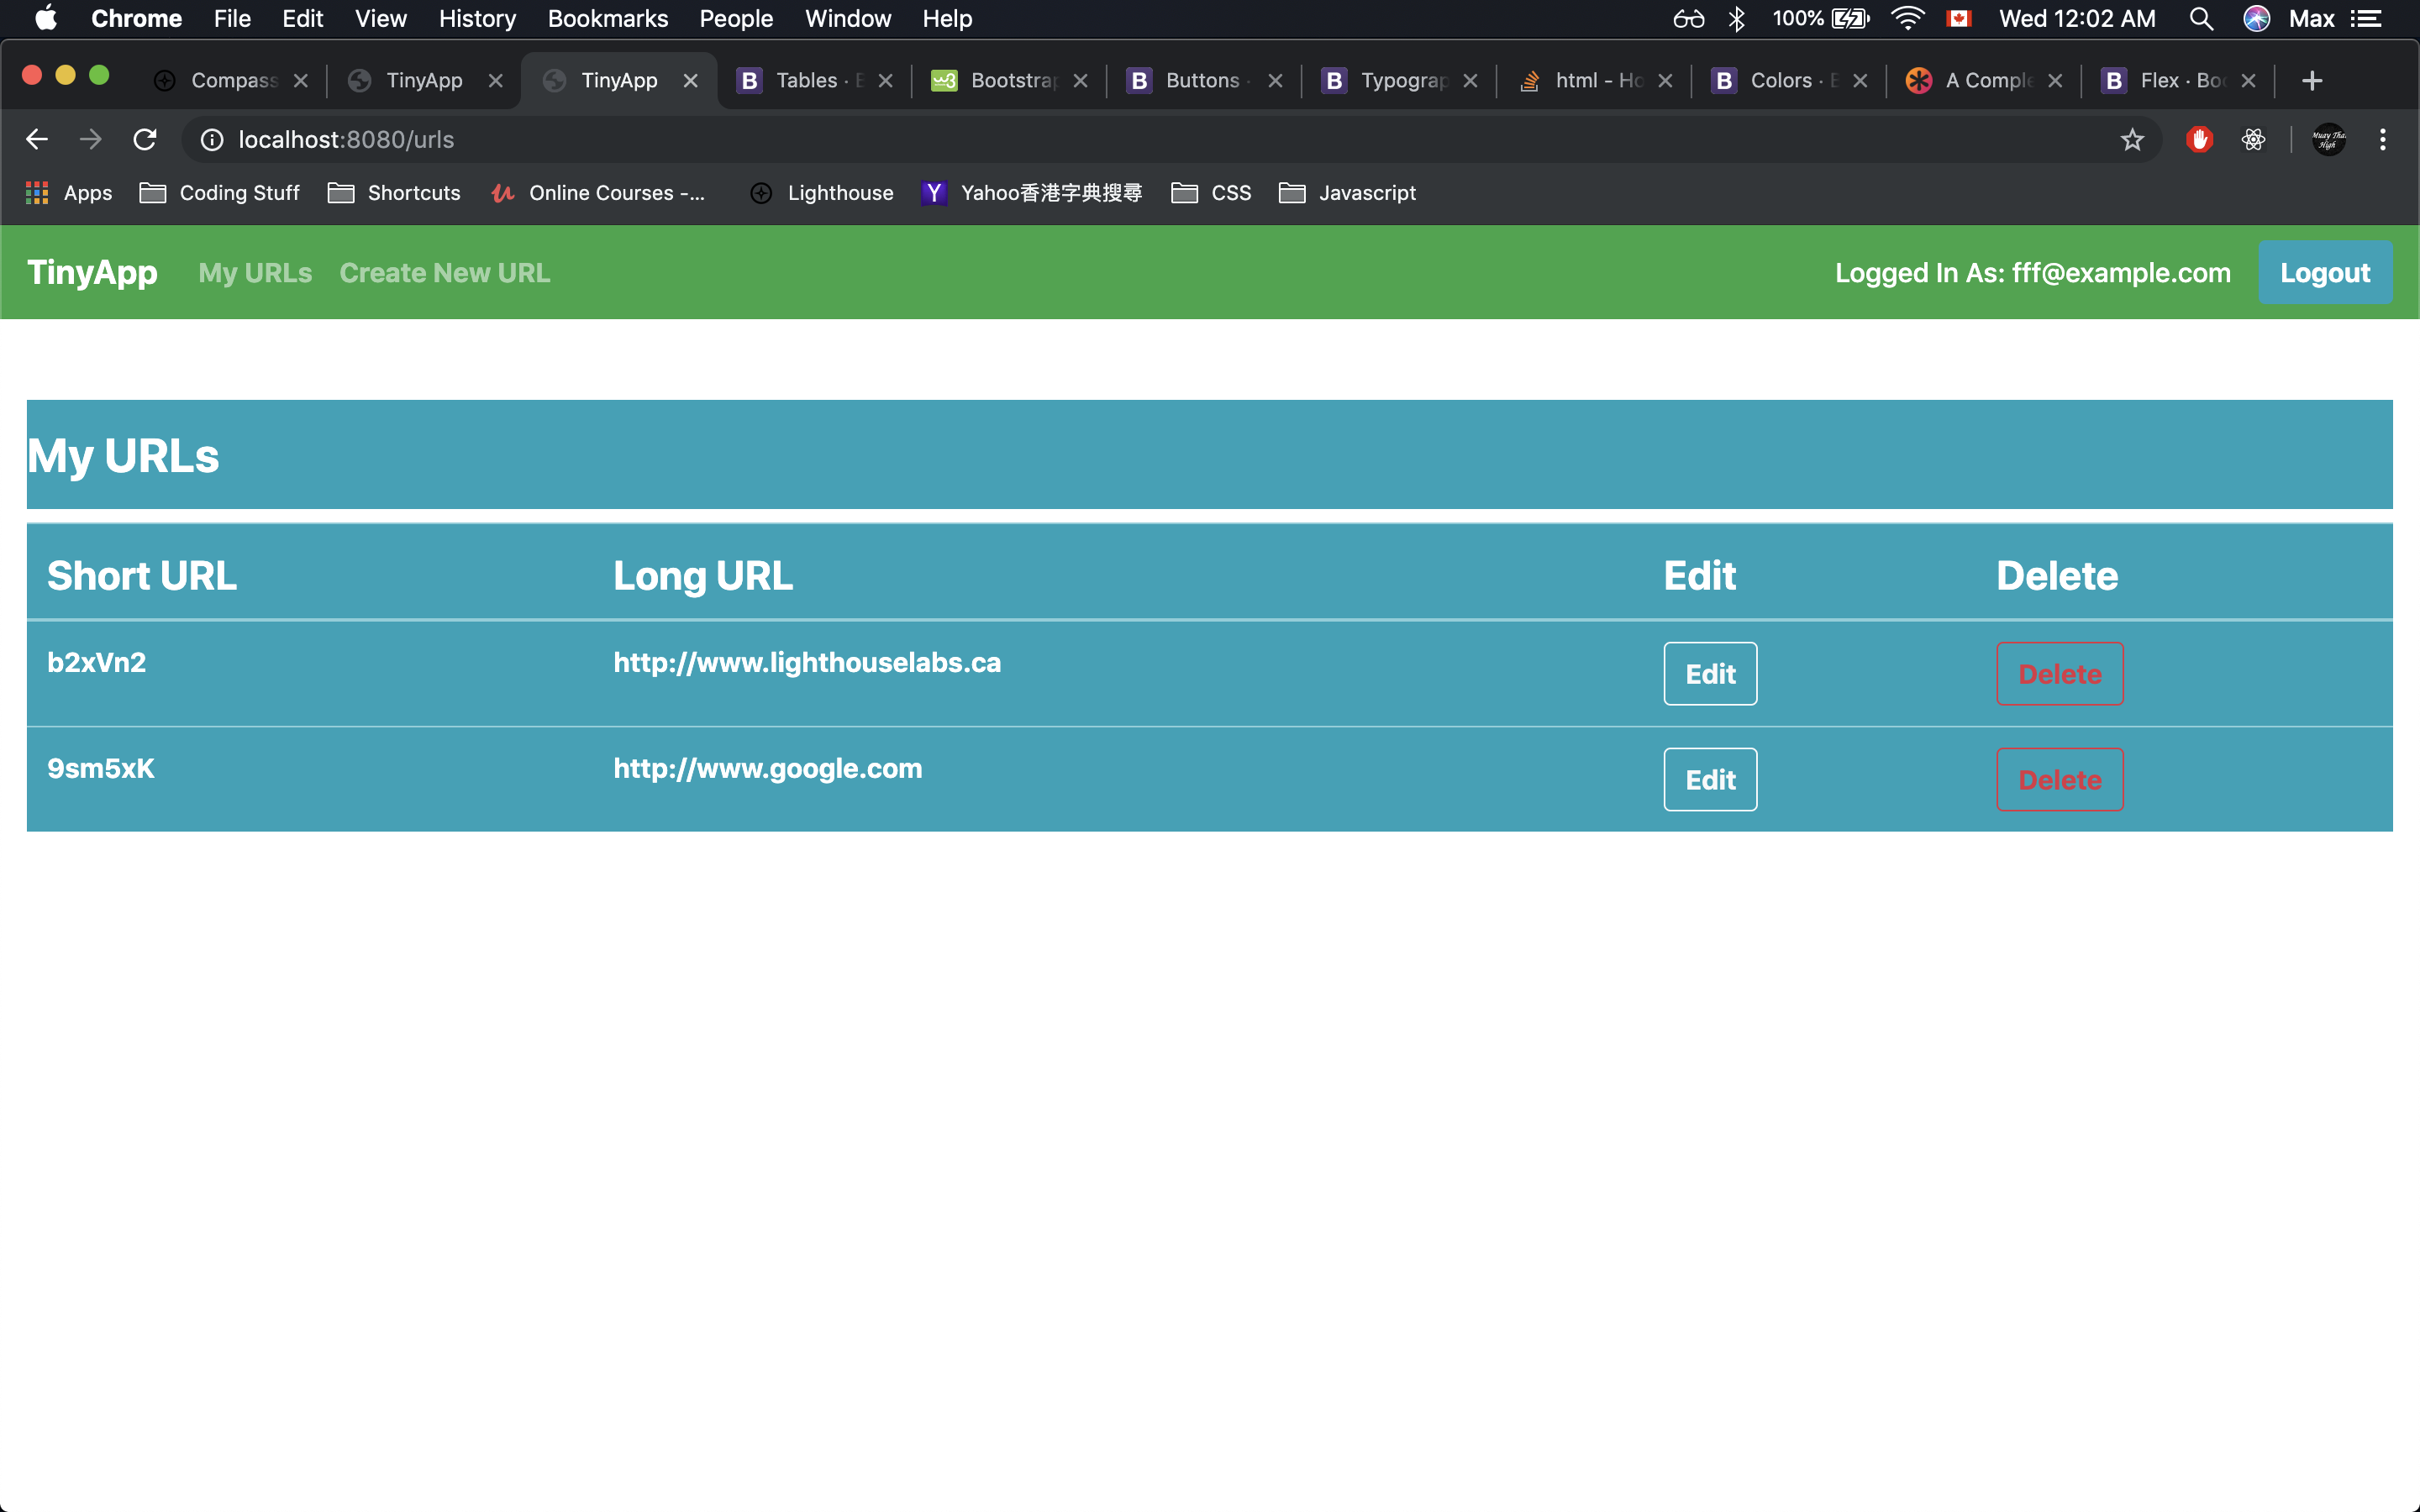 Chrome File Edit View History Bookmarks People Window Help 100% Wed 12:02 AM Max
Compass TinyApp TinyApp Tables · Bootstrap Buttons · Typograp html - Ho Colors · A Comple Flex · Boo
localhost:8080/urls
Apps Coding Stuff Shortcuts Online Courses -... Lighthouse Yahoo香港字典搜尋 CSS Javascript
TinyApp My URLs Create New URL Logged In As: fff@example.com Logout
My URLs
Short URL Long URL Edit Delete
b2xVn2 http://www.lighthouselabs.ca Edit Delete
9sm5xK http://www.google.com Edit Delete